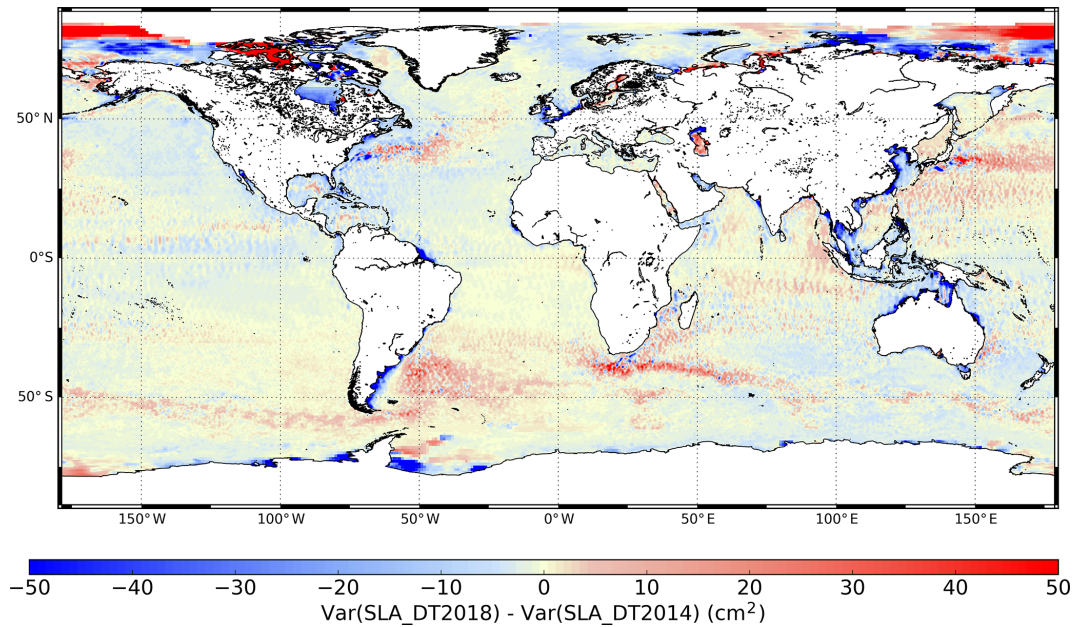 50°N
0°S
50°S
150°W 100°W 50°W 0°W 50°E 100°E 150°E
−50 −40 −30 −20 −10 0 10 20 30 40 50
Var(SLA_DT2018) - Var(SLA_DT2014) (cm²)